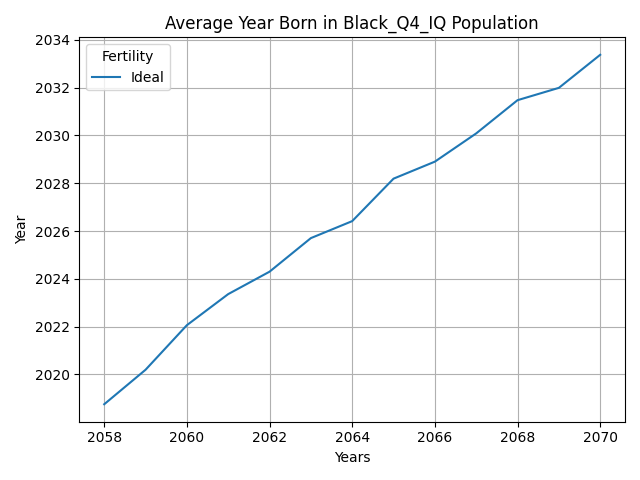 Average Year Born in Black_Q4_IQ Population
Fertility
Ideal
2034
2032
2030
2028
2026
2024
2022
2020
Year
2058 2060 2062 2064 2066 2068 2070
Years